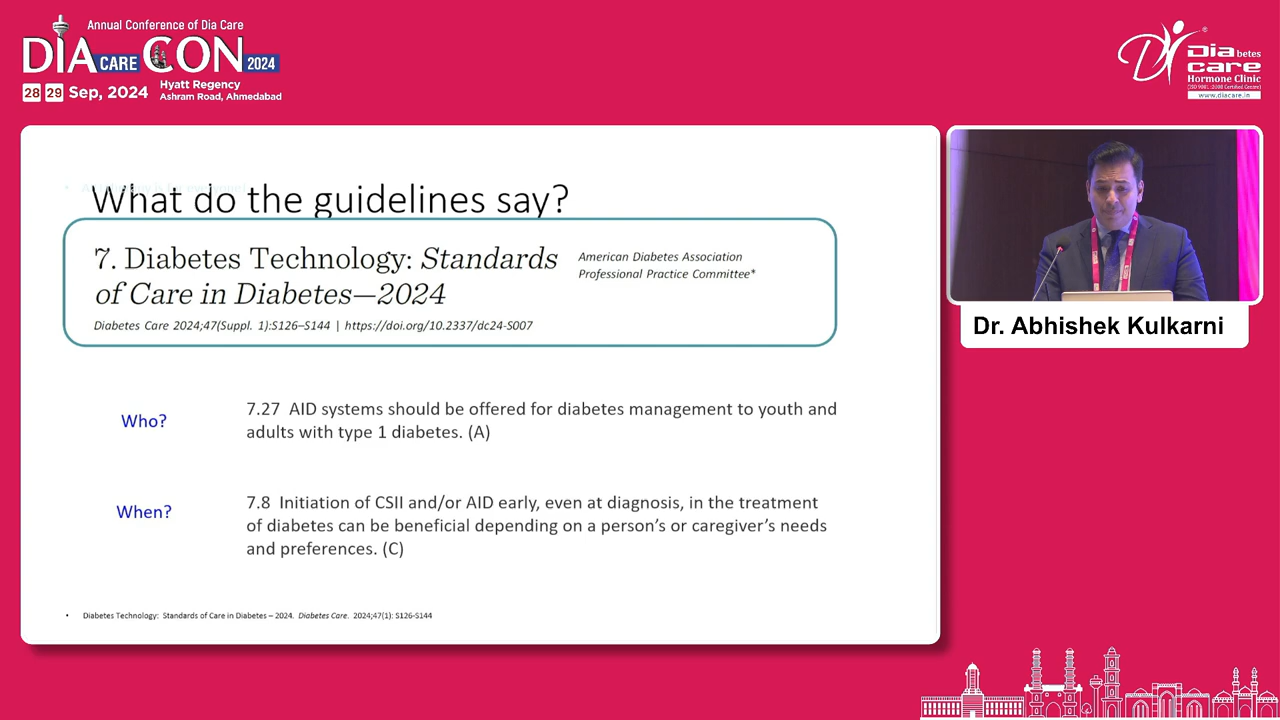 Annual Conference of Dia Care
DIA CARE CON 2024
28 29 Sep, 2024
Hyatt Regency
Ashram Road, Ahmedabad
Diabetes
care
Hormone Clinic
(ISO 9001:2008 Certified Centre)
www.diacare.in
What do the guidelines say?
7. Diabetes Technology: Standards
of Care in Diabetes—2024
American Diabetes Association
Professional Practice Committee*
Diabetes Care 2024;47(Suppl. 1):S126–S144 | https://doi.org/10.2337/dc24-S007
Who?
7.27 AID systems should be offered for diabetes management to youth and
adults with type 1 diabetes. (A)
When?
7.8 Initiation of CSII and/or AID early, even at diagnosis, in the treatment
of diabetes can be beneficial depending on a person's or caregiver's needs
and preferences. (C)
• Diabetes Technology: Standards of Care in Diabetes – 2024. Diabetes Care. 2024;47(1): S126-S144
Dr. Abhishek Kulkarni